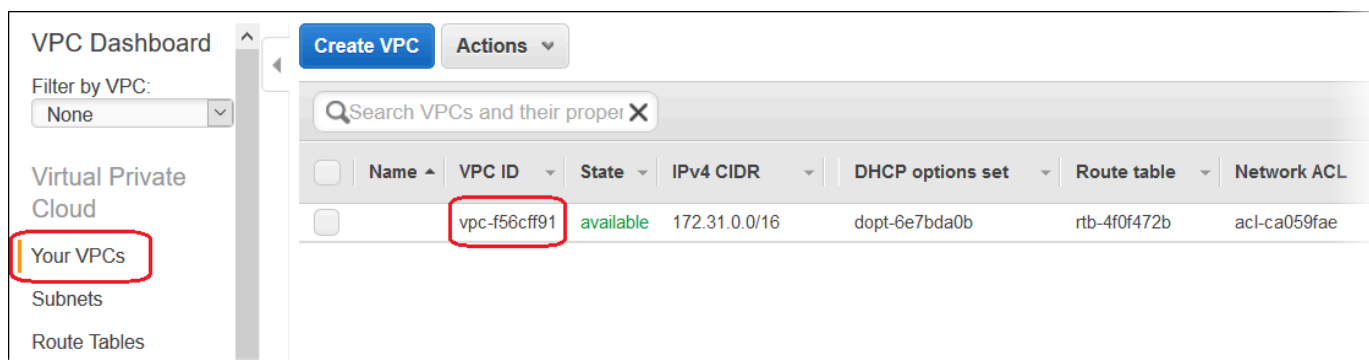 VPC Dashboard
Filter by VPC:
None
Virtual Private
Cloud
Your VPCs
Subnets
Route Tables
Create VPC Actions
Search VPCs and their proper
Name VPC ID State IPv4 CIDR DHCP options set Route table Network ACL
vpc-f56cff91 available 172.31.0.0/16 dopt-6e7bda0b rtb-4f0f472b acl-ca059fae